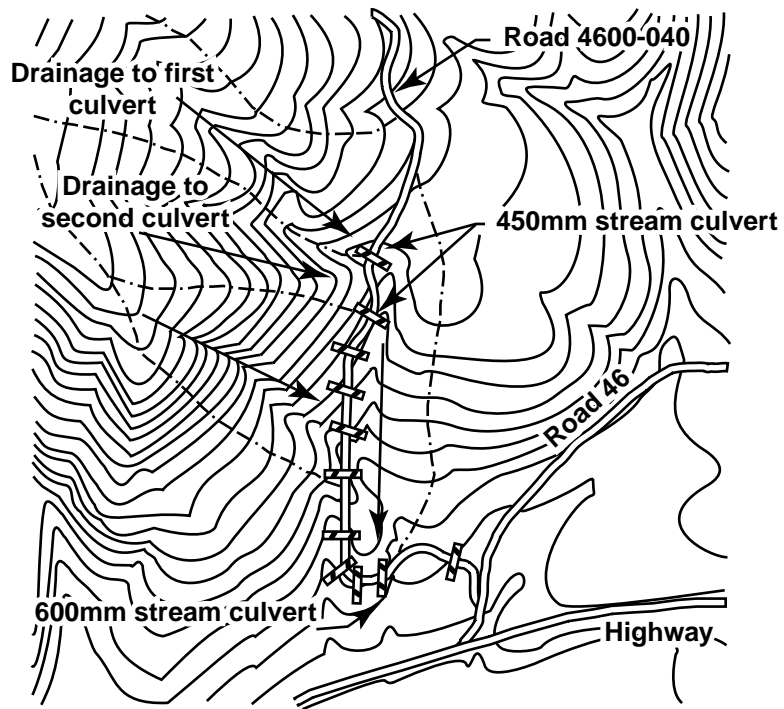 Road 4600-040
Drainage to first
culvert
Drainage to
second culvert
450mm stream culvert
Road 46
600mm stream culvert
Highway